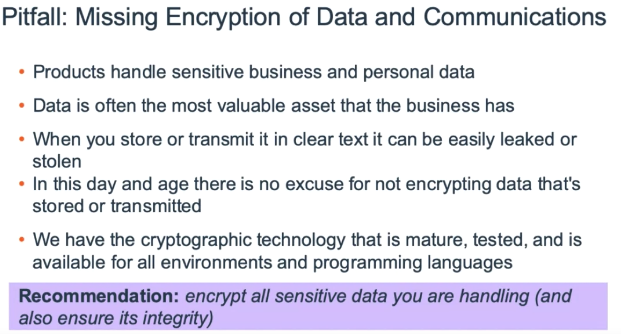 Pitfall: Missing Encryption of Data and Communications
• Products handle sensitive business and personal data
• Data is often the most valuable asset that the business has
• When you store or transmit it in clear text it can be easily leaked or
stolen
• In this day and age there is no excuse for not encrypting data that's
stored or transmitted
• We have the cryptographic technology that is mature, tested, and is
available for all environments and programming languages
Recommendation: encrypt all sensitive data you are handling (and
also ensure its integrity)